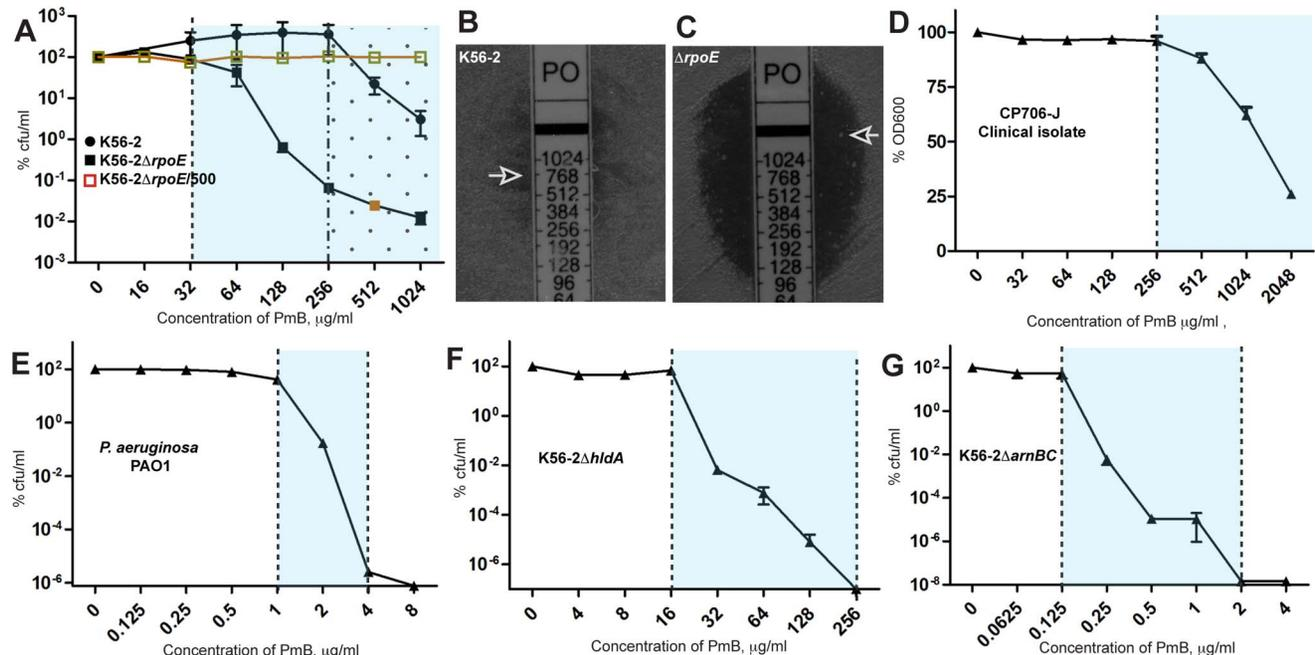 A
10³
10²
10¹
10⁰
10⁻¹
10⁻²
10⁻³
% cfu/ml
K56-2
K56-2ΔrpoE
K56-2ΔrpoE/500
0 16 32 64 128 256 512 1024
Concentration of PmB, µg/ml
B
K56-2
PO
1024
768
512
384
256
192
128
96
64
C
ΔrpoE
PO
1024
768
512
384
256
192
128
96
64
D
100
75
50
25
0
% OD600
CP706-J
Clinical isolate
0 32 64 128 256 512 1024 2048
Concentration of PmB µg/ml ,
E
10²
10⁰
10⁻²
10⁻⁴
10⁻⁶
% cfu/ml
P. aeruginosa
PAO1
0 0.125 0.25 0.5 1 2 4 8
Concentration of PmB, µg/ml
F
10²
10⁰
10⁻²
10⁻⁴
10⁻⁶
% cfu/ml
K56-2ΔhldA
0 4 8 16 32 64 128 256
Concentration of PmB, µg/ml
G
10²
10⁰
10⁻²
10⁻⁴
10⁻⁶
10⁻⁸
% cfu/ml
K56-2ΔarnBC
0 0.0625 0.125 0.25 0.5 1 2 4
Concentration of PmB, µg/ml